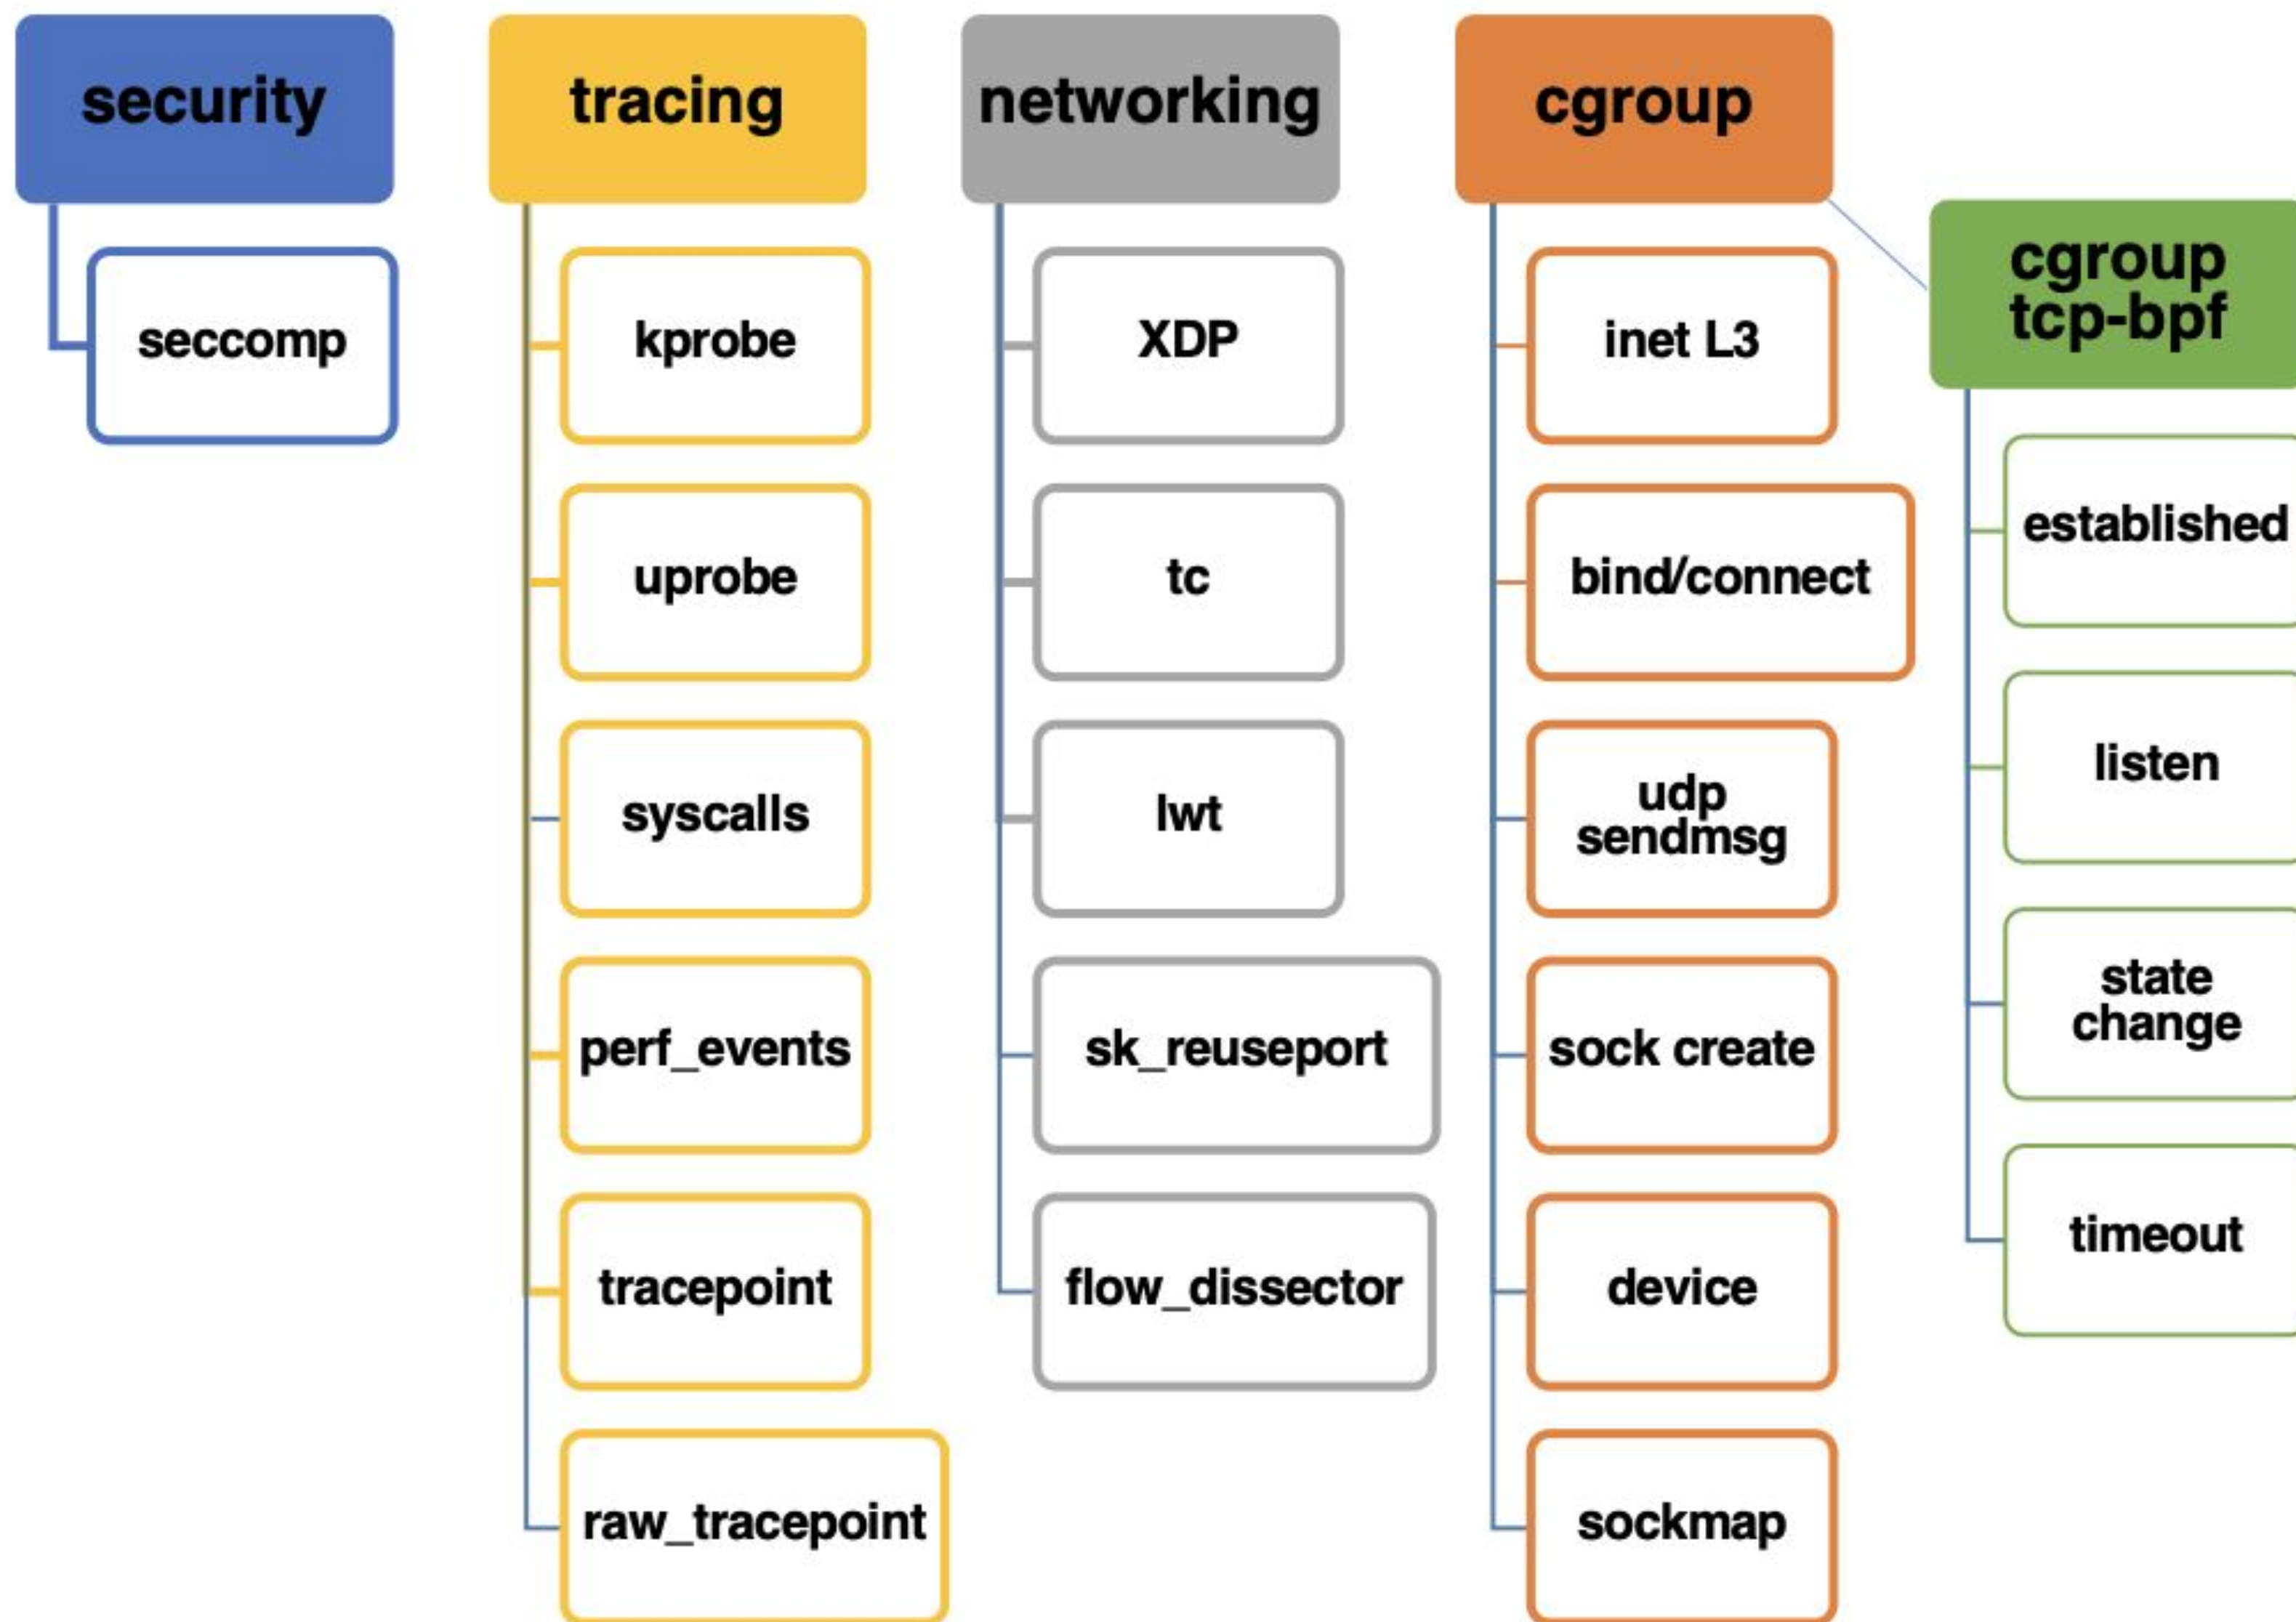 security
seccomp
tracing
kprobe
uprobe
syscalls
perf_events
tracepoint
raw_tracepoint
networking
XDP
tc
lwt
sk_reuseport
flow_dissector
cgroup
inet L3
bind/connect
udp
sendmsg
sock create
device
sockmap
cgroup
tcp-bpf
established
listen
state
change
timeout